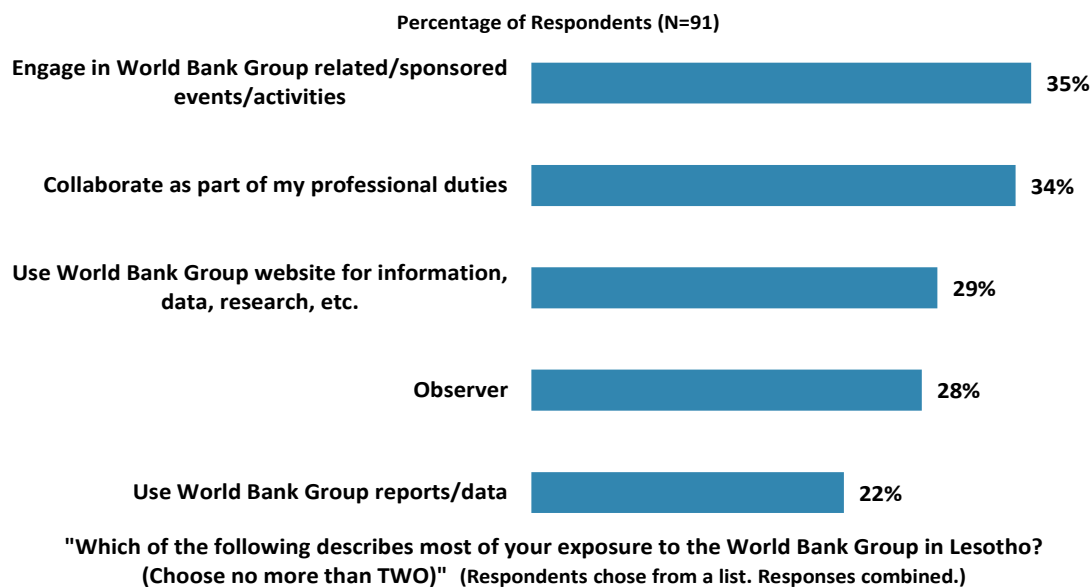 Percentage of Respondents (N=91)
Engage in World Bank Group related/sponsored
events/activities
35%
Collaborate as part of my professional duties
34%
Use World Bank Group website for information,
data, research, etc.
29%
Observer
28%
Use World Bank Group reports/data
22%
"Which of the following describes most of your exposure to the World Bank Group in Lesotho?
(Choose no more than TWO)" (Respondents chose from a list. Responses combined.)